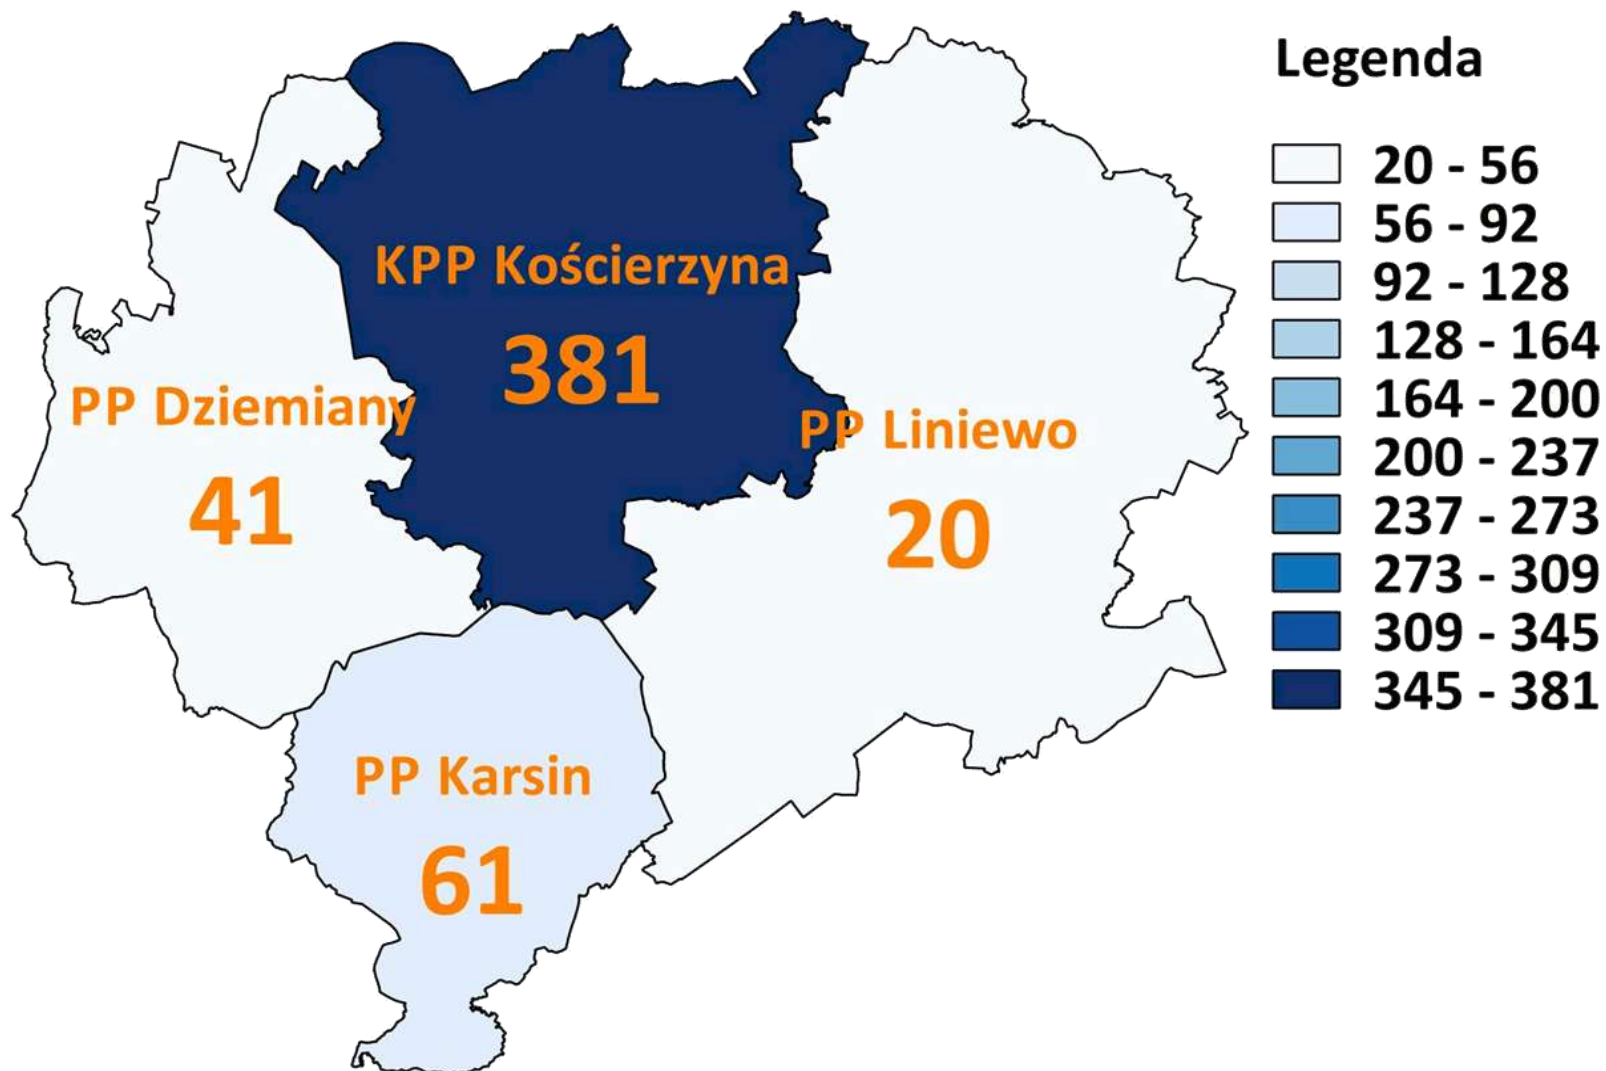 KPP Kościerzyna
381
PP Dziemiany
41
PP Liniewo
20
PP Karsin
61
Legenda
20 - 56
56 - 92
92 - 128
128 - 164
164 - 200
200 - 237
237 - 273
273 - 309
309 - 345
345 - 381